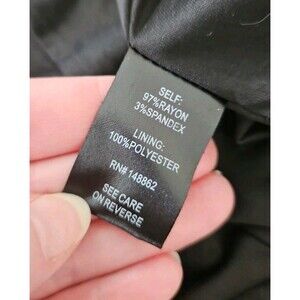 SELF:
97%RAYON
3%SPANDEX
LINING:
100%POLYESTER
RN# 148862
SEE CARE
ON REVERSE